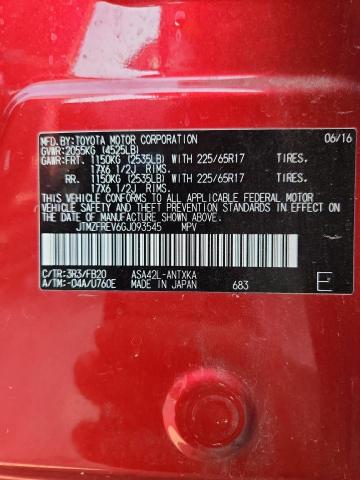 MFD.BY:TOYOTA MOTOR CORPORATION 06/16
GVWR:2055KG (4525LB)
GAWR:FRT. 1150KG (2535LB) WITH 225/65R17 TIRES,
17X6 1/2J RIMS.
RR. 1150KG (2535LB) WITH 225/65R17 TIRES,
17X6 1/2J RIMS.
THIS VEHICLE CONFORMS TO ALL APPLICABLE FEDERAL MOTOR
VEHICLE SAFETY, BUMPER, AND THEFT PREVENTION STANDARDS
IN EFFECT ON THE DATE OF MANUFACTURE SHOWN ABOVE.
JTMZFREV6GJ093545 MPV
C/TR:3R3/FB20 ASA42L-ANTXKA
A/TM:-04A/U760E MADE IN JAPAN 683 E